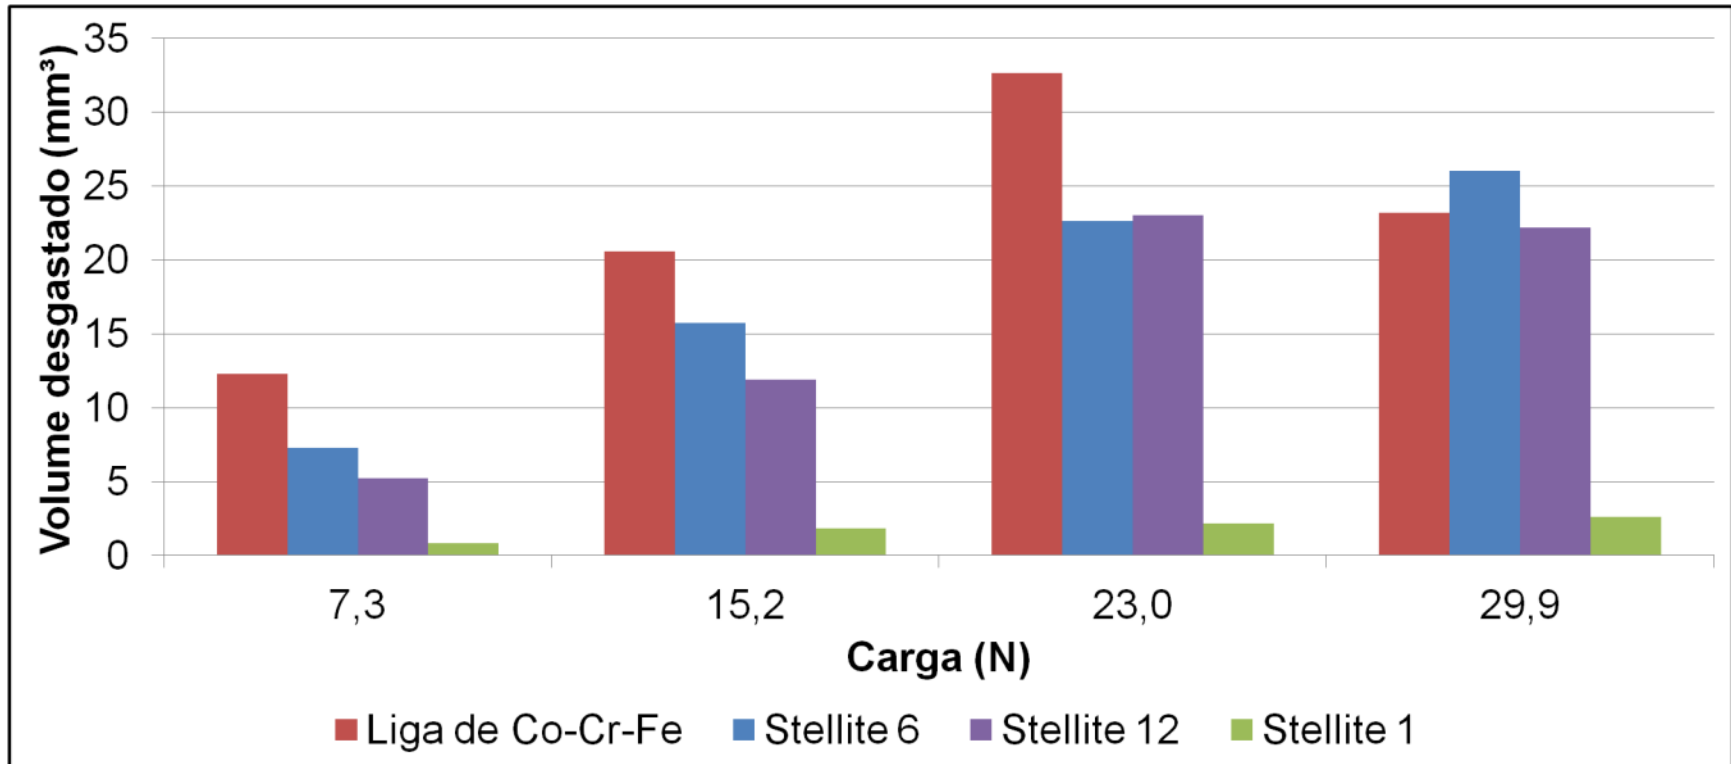 Volume desgastado (mm³)
35
30
25
20
15
10
5
0
7,3 15,2 23,0 29,9
Carga (N)
Liga de Co-Cr-Fe Stellite 6 Stellite 12 Stellite 1